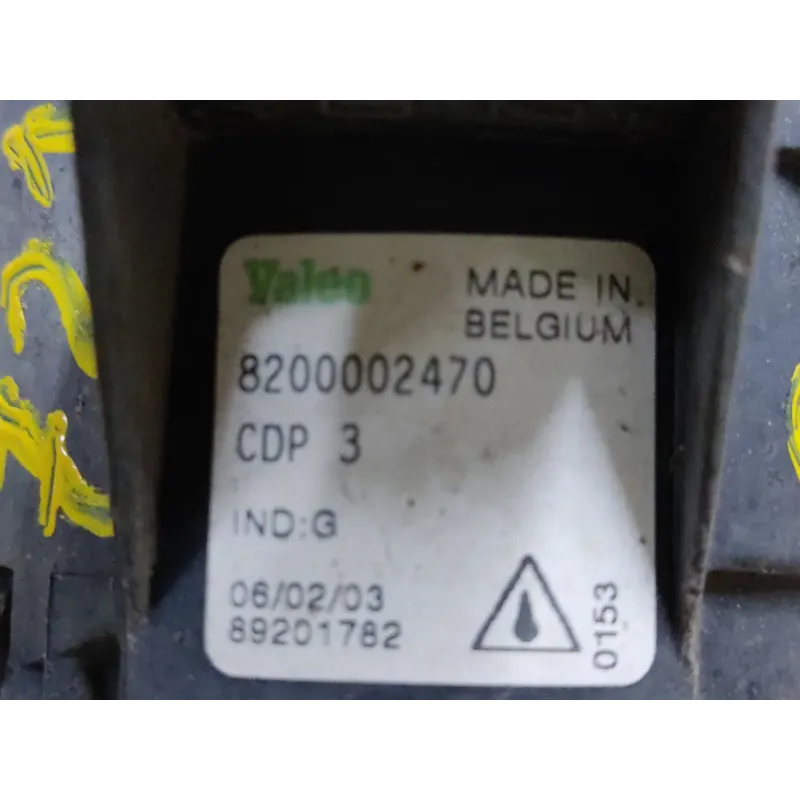 Valeo
MADE IN
BELGIUM
8200002470
CDP 3
IND:G
06/02/03
89201782
0153